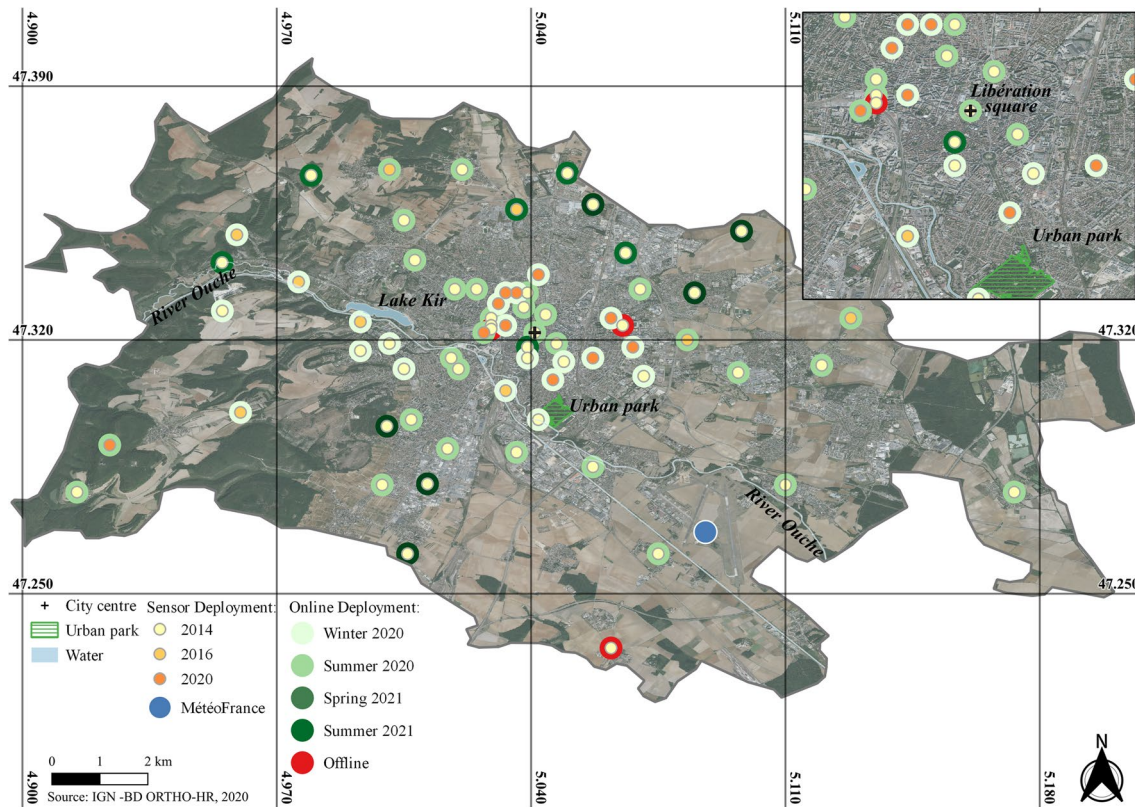 4.900
4.970
5.040
5.110
47.390
Libération
square
Urban park
River Ouche
Lake Kir
47.320
47.320
Urban park
River Ouche
47.250
47.250
City centre
Urban park
Water
Sensor Deployment:
2014
2016
2020
MétéoFrance
Online Deployment:
Winter 2020
Summer 2020
Spring 2021
Summer 2021
Offline
0 1 2 km
Source: IGN -BD ORTHO-HR, 2020
N
4.900
4.970
5.040
5.110
5.180